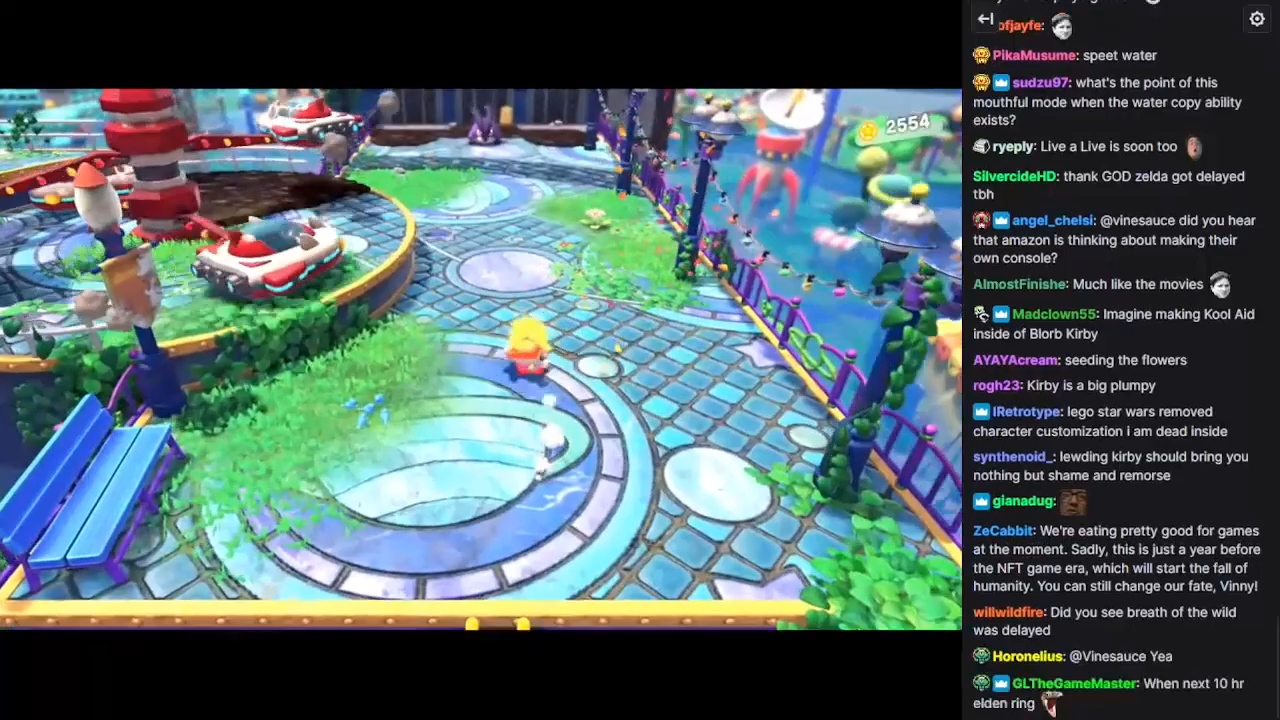 2554
ofjayfe:
PikaMusume: speet water
sudzu97: what's the point of this
mouthful mode when the water copy ability
exists?
ryeply: Live a Live is soon too
SilvercideHD: thank GOD zelda got delayed
tbh
angel_chelsi: @vinesauce did you hear
that amazon is thinking about making their
own console?
AlmostFinishe: Much like the movies
Madclown55: Imagine making Kool Aid
inside of Blorb Kirby
AYAYAcream: seeding the flowers
rogh23: Kirby is a big plumpy
IRetrotype: lego star wars removed
character customization i am dead inside
synthenoid_: lewding kirby should bring you
nothing but shame and remorse
gianadug:
ZeCabbit: We're eating pretty good for games
at the moment. Sadly, this is just a year before
the NFT game era, which will start the fall of
humanity. You can still change our fate, Vinny!
willwildfire: Did you see breath of the wild
was delayed
Horonelius: @Vinesauce Yea
GLTheGameMaster: When next 10 hr
elden ring